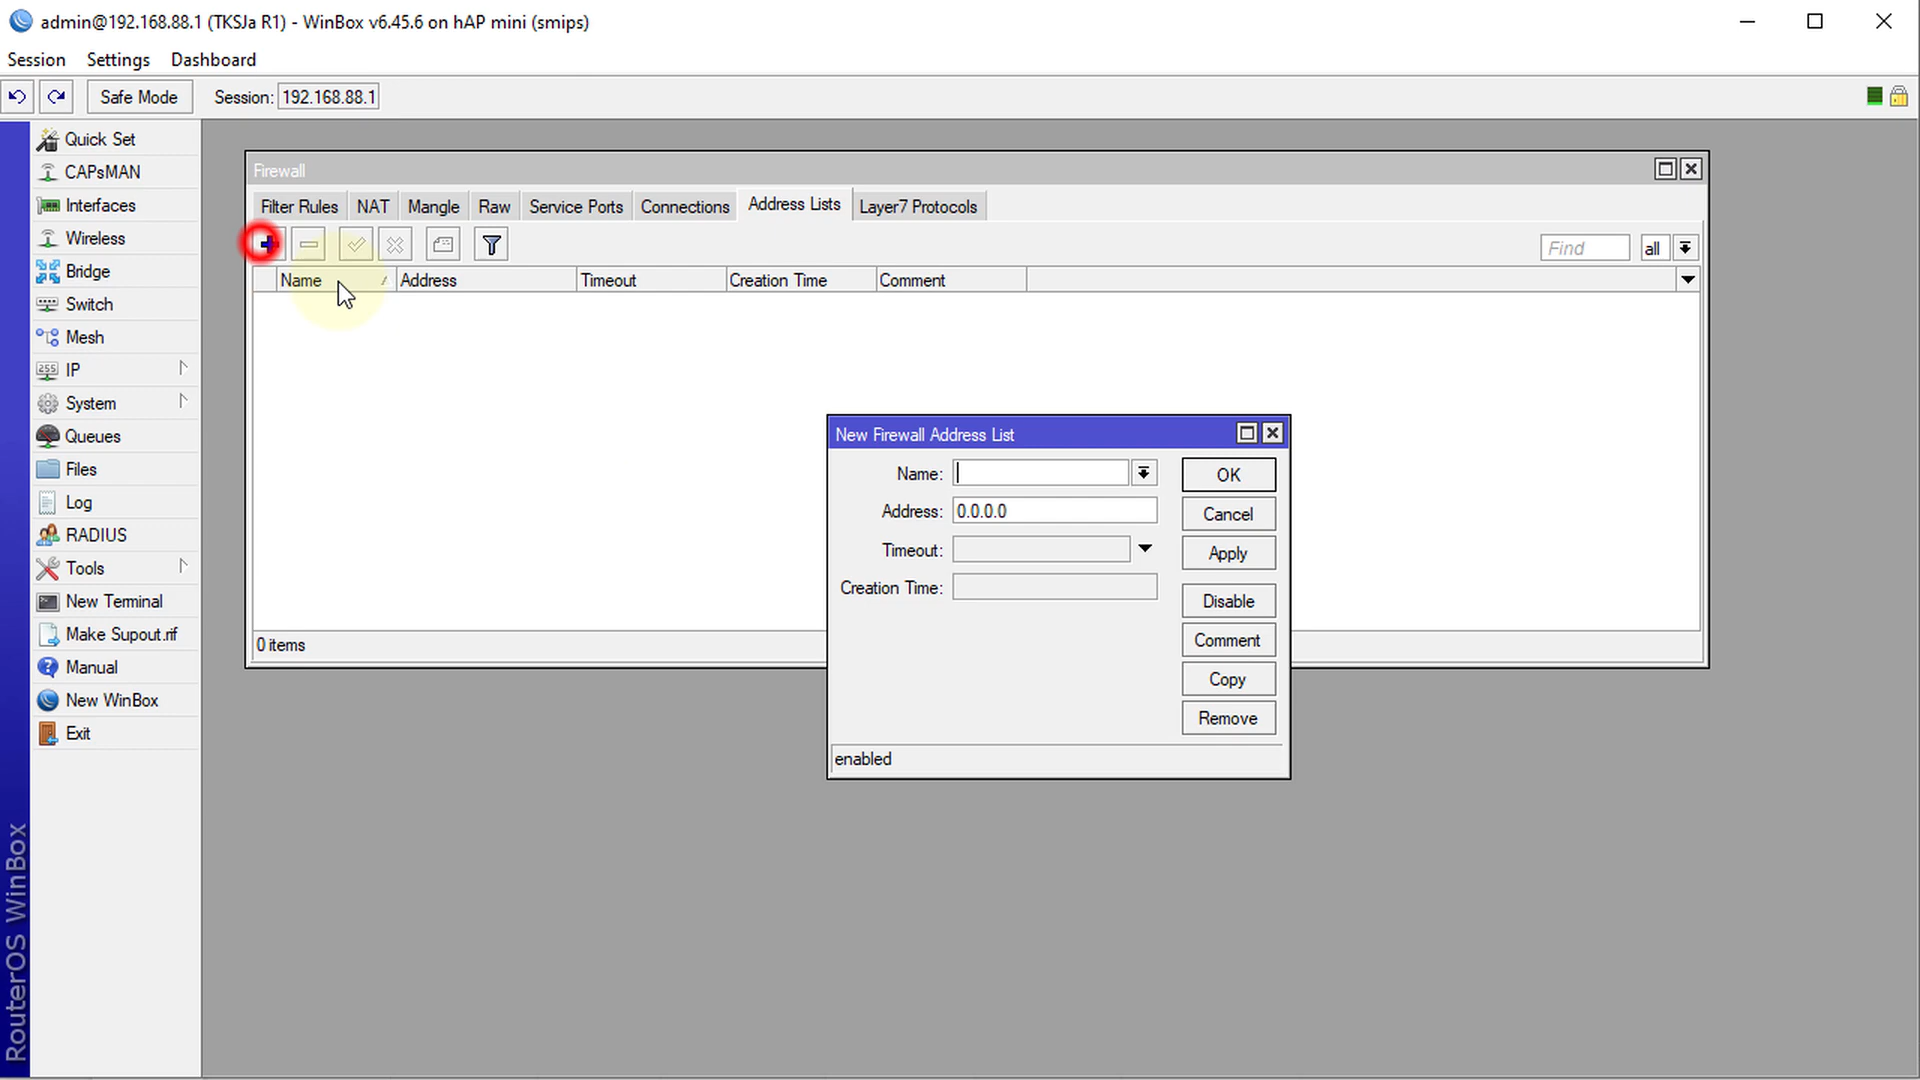 admin@192.168.88.1 (TKSJa R1) - WinBox v6.45.6 on hAP mini (smips)
Session Settings Dashboard
Safe Mode Session: 192.168.88.1
Quick Set
CAPsMAN
Interfaces
Wireless
Bridge
Switch
Mesh
IP
System
Queues
Files
Log
RADIUS
Tools
New Terminal
Make Supout.rif
Manual
New WinBox
Exit
RouterOS WinBox
Firewall
Filter Rules NAT Mangle Raw Service Ports Connections Address Lists Layer7 Protocols
Find all
Name Address Timeout Creation Time Comment
0 items
New Firewall Address List
Name:
Address: 0.0.0.0
Timeout:
Creation Time:
OK
Cancel
Apply
Disable
Comment
Copy
Remove
enabled